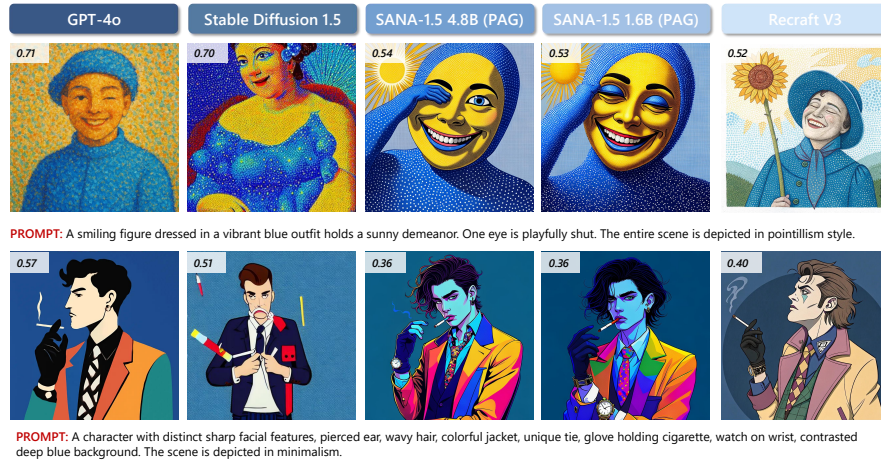 GPT-4o
Stable Diffusion 1.5
SANA-1.5 4.8B (PAG)
SANA-1.5 1.6B (PAG)
Recraft V3
0.71
0.70
0.54
0.53
0.52
PROMPT: A smiling figure dressed in a vibrant blue outfit holds a sunny demeanor. One eye is playfully shut. The entire scene is depicted in pointillism style.
0.57
0.51
0.36
0.36
0.40
PROMPT: A character with distinct sharp facial features, pierced ear, wavy hair, colorful jacket, unique tie, glove holding cigarette, watch on wrist, contrasted
deep blue background. The scene is depicted in minimalism.